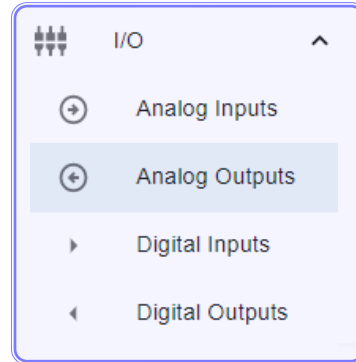 I/O
Analog Inputs
Analog Outputs
Digital Inputs
Digital Outputs